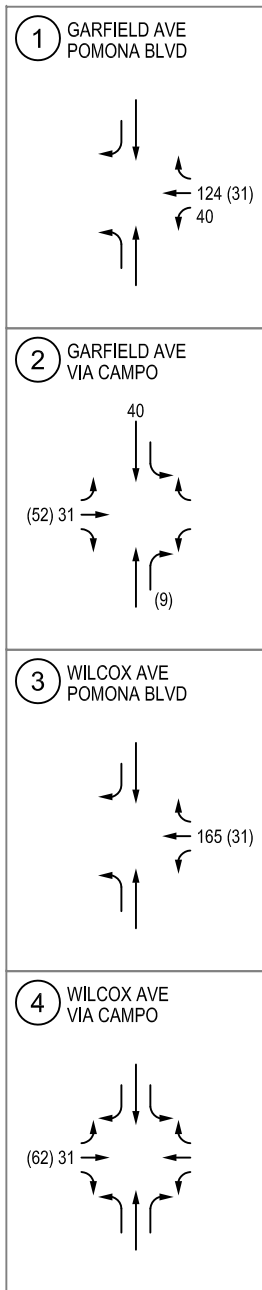 1 GARFIELD AVE
POMONA BLVD
124 (31)
40
2 GARFIELD AVE
VIA CAMPO
40
(52) 31
(9)
3 WILCOX AVE
POMONA BLVD
165 (31)
4 WILCOX AVE
VIA CAMPO
(62) 31